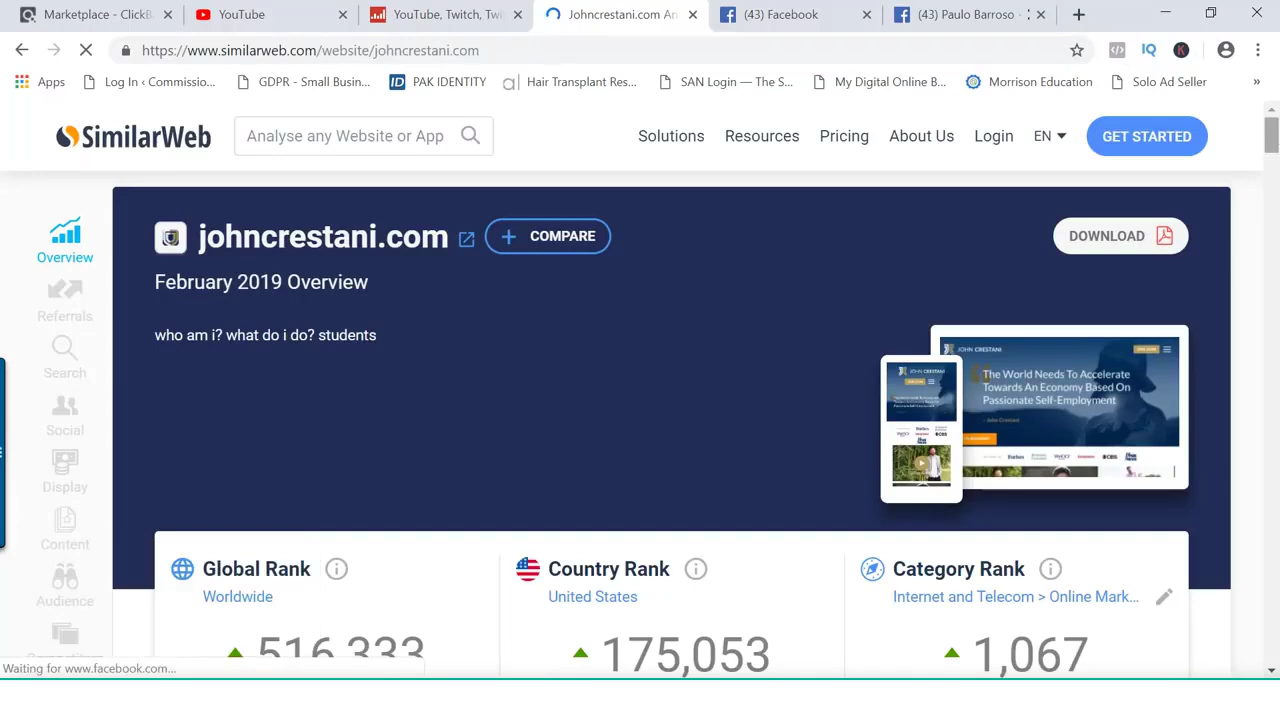 Marketplace - ClickB
YouTube
YouTube, Twitch, Twi
Johncrestani.com An
(43) Facebook
(43) Paulo Barroso -
https://www.similarweb.com/website/johncrestani.com
IQ
K
Apps
Log In ‹ Commissio...
GDPR - Small Busin...
ID PAK IDENTITY
Hair Transplant Res...
SAN Login — The S...
My Digital Online B...
Morrison Education
Solo Ad Seller
»
SimilarWeb
Analyse any Website or App
Solutions
Resources
Pricing
About Us
Login
EN
GET STARTED
Overview
Referrals
Search
Social
Display
Content
Audience
johncrestani.com
+ COMPARE
DOWNLOAD
February 2019 Overview
who am i? what do i do? students
JOHN CRESTANI
The World Needs To Accelerate
Towards An Economy Based On
Passionate Self-Employment
Forbes
CBS
Global Rank
Worldwide
516,333
Country Rank
United States
175,053
Category Rank
Internet and Telecom > Online Mark...
1,067
Waiting for www.facebook.com...